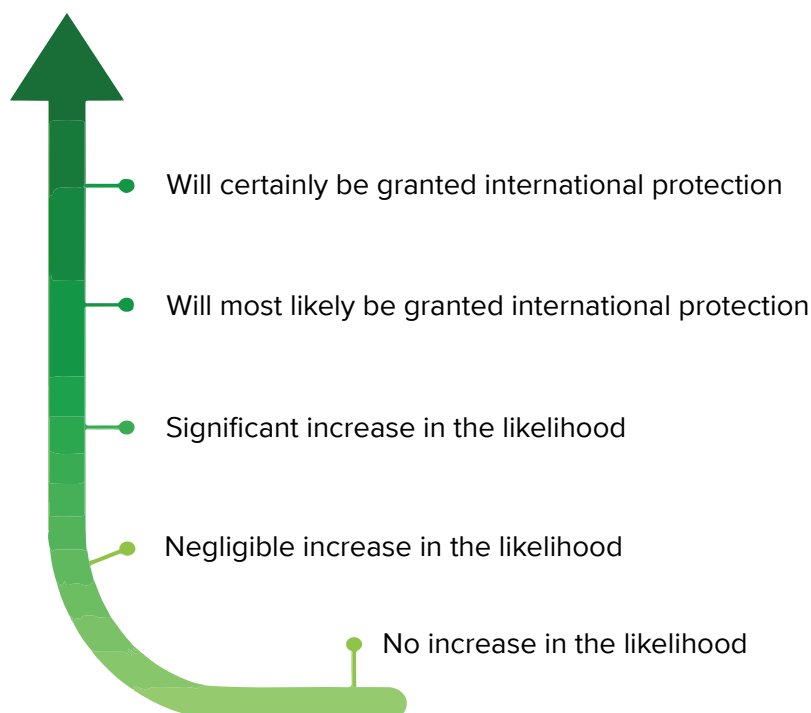 Will certainly be granted international protection
Will most likely be granted international protection
Significant increase in the likelihood
Negligible increase in the likelihood
No increase in the likelihood